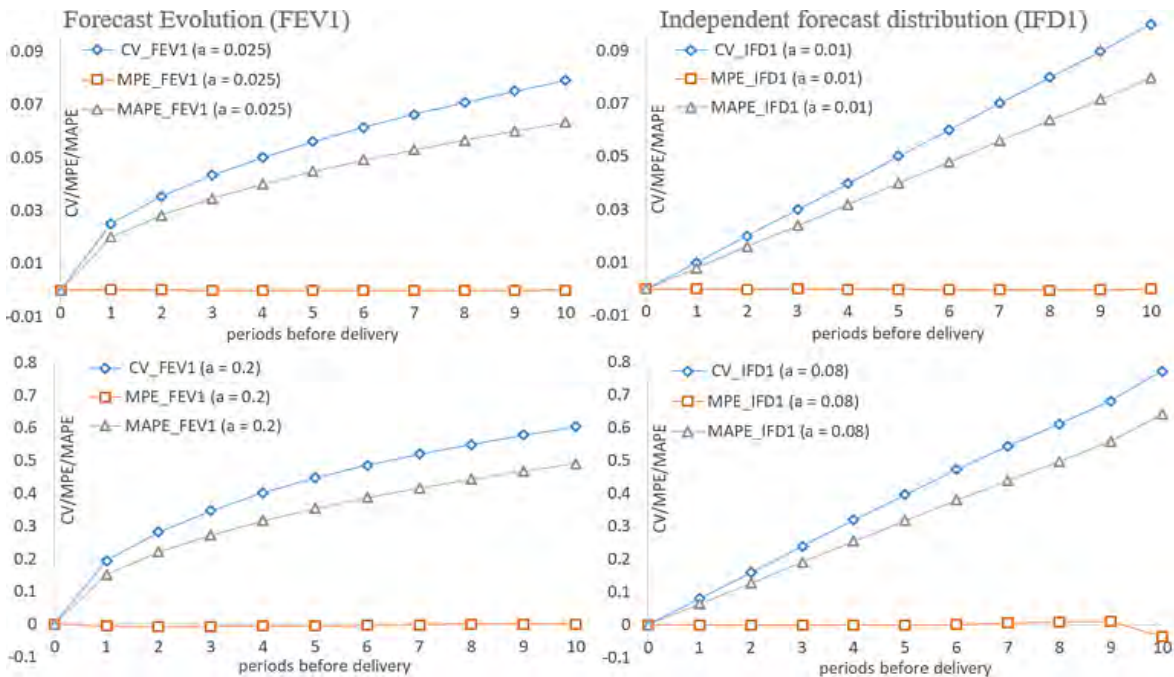 Forecast Evolution (FEV1)
0.09
0.07
0.05
0.03
0.01
-0.01
CV/MPE/MAPE
CV_FEV1 (a = 0.025)
MPE_FEV1 (a = 0.025)
MAPE_FEV1 (a = 0.025)
0 1 2 3 4 5 6 7 8 9 10
periods before delivery
Independent forecast distribution (IFD1)
0.09
0.07
0.05
0.03
0.01
-0.01
CV/MPE/MAPE
CV_IFD1 (a = 0.01)
MPE_IFD1 (a = 0.01)
MAPE_IFD1 (a = 0.01)
0 1 2 3 4 5 6 7 8 9 10
periods before delivery
0.8
0.7
0.6
0.5
0.4
0.3
0.2
0.1
0
-0.1
CV/MPE/MAPE
CV_FEV1 (a = 0.2)
MPE_FEV1 (a = 0.2)
MAPE_FEV1 (a = 0.2)
0 1 2 3 4 5 6 7 8 9 10
periods before delivery
0.8
0.7
0.6
0.5
0.4
0.3
0.2
0.1
0
-0.1
CV/MPE/MAPE
CV_IFD1 (a = 0.08)
MPE_IFD1 (a = 0.08)
MAPE_IFD1 (a = 0.08)
0 1 2 3 4 5 6 7 8 9 10
periods before delivery